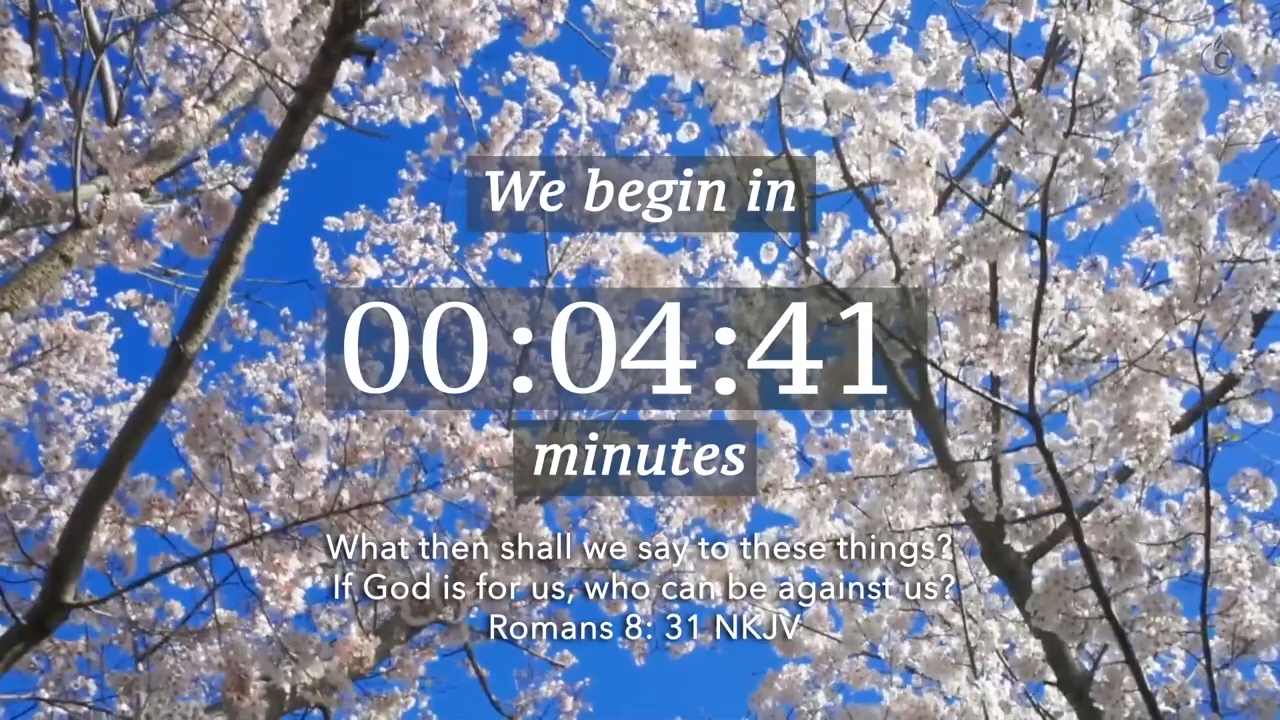 We begin in
00:04:41
minutes
What then shall we say to these things?
If God is for us, who can be against us?
Romans 8: 31 NKJV